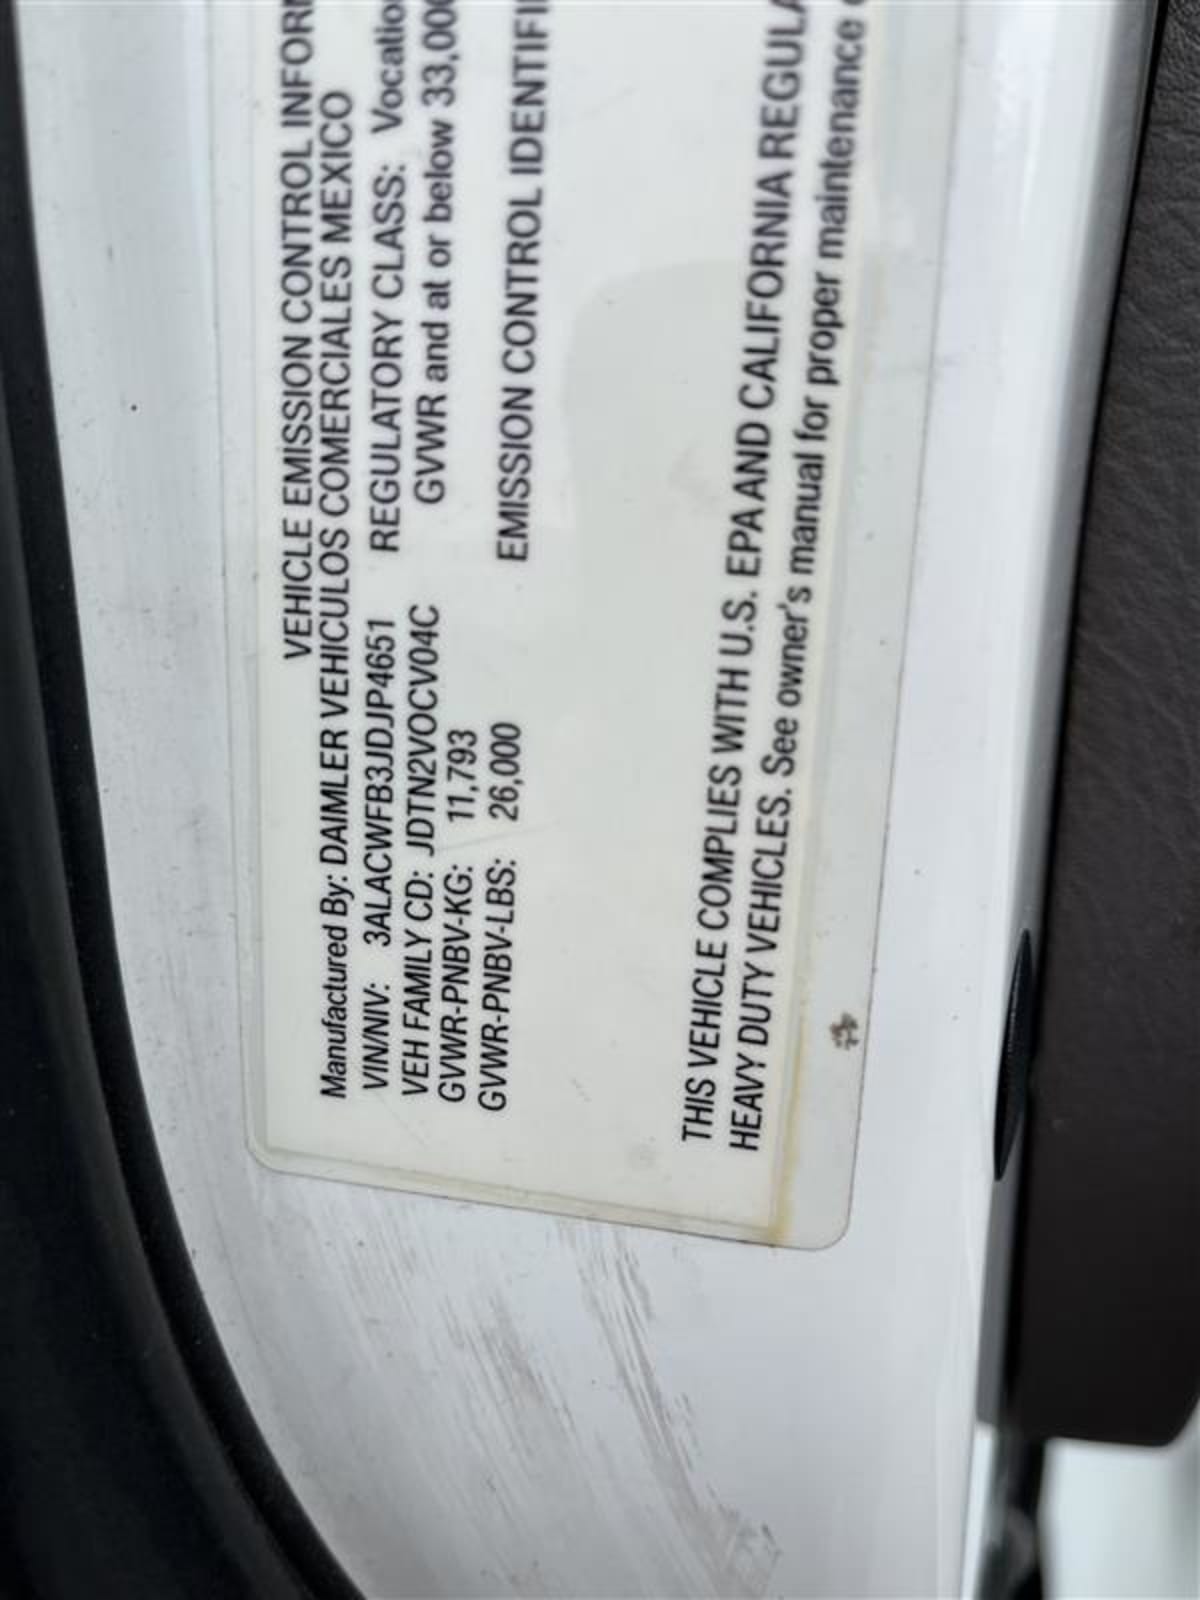 VEHICLE EMISSION CONTROL INFOR
Manufactured By: DAIMLER VEHICULOS COMERCIALES MEXICO
VIN/NIV: 3ALACWFB3JDJP4651 REGULATORY CLASS: Vocatio
VEH FAMILY CD: JDTN2VOCV04C GVWR and at or below 33,000
GVWR-PNBV-KG: 11,793
GVWR-PNBV-LBS: 26,000 EMISSION CONTROL IDENTIFI
THIS VEHICLE COMPLIES WITH U.S. EPA AND CALIFORNIA REGULA
HEAVY DUTY VEHICLES. See owner's manual for proper maintenance